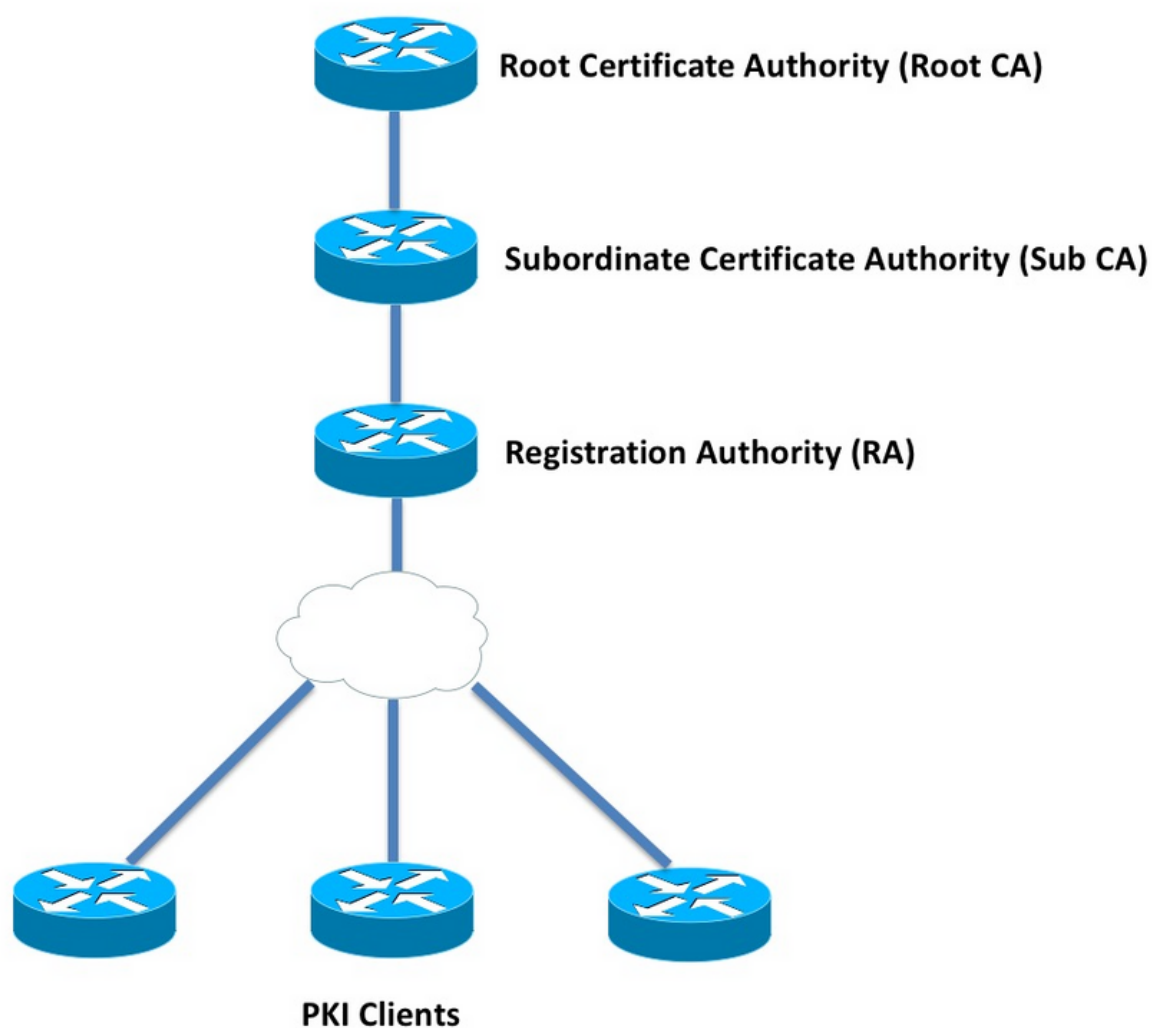 Root Certificate Authority (Root CA)
Subordinate Certificate Authority (Sub CA)
Registration Authority (RA)
PKI Clients